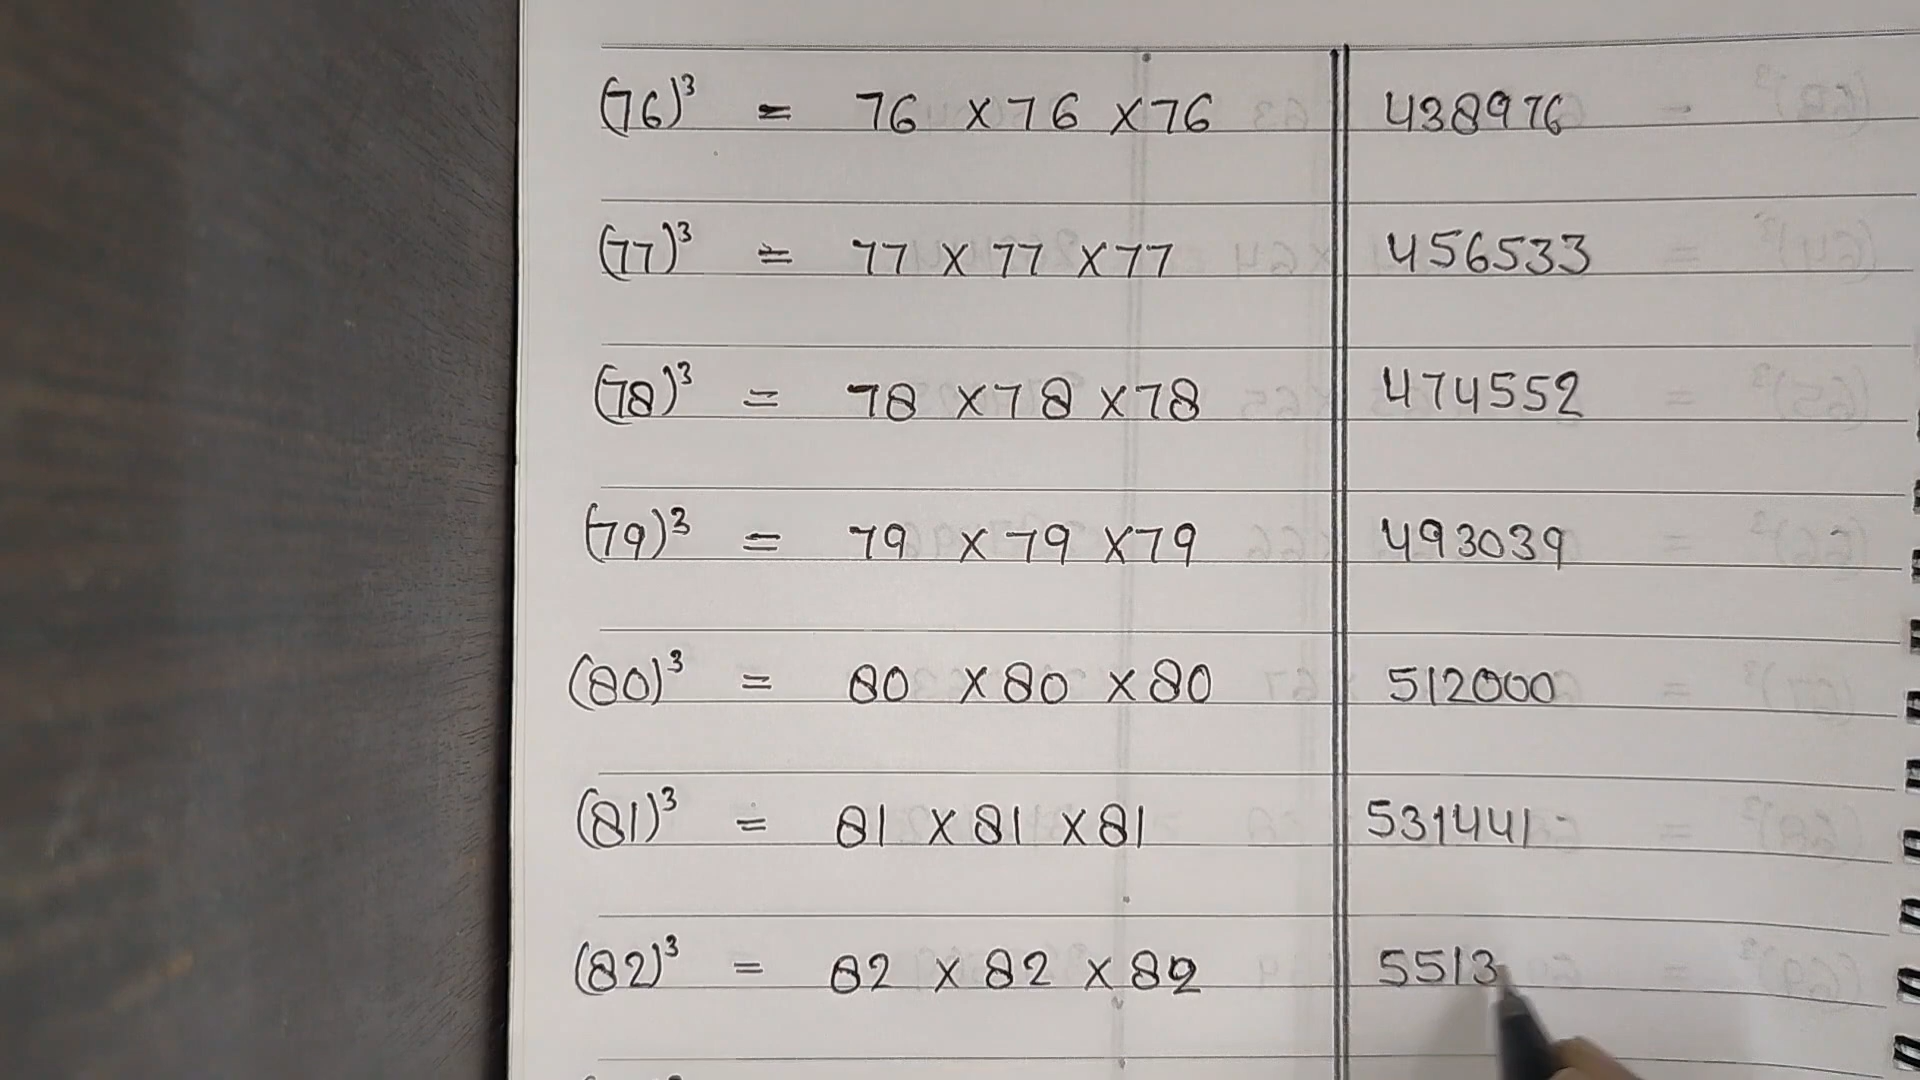 (76)³ = 76 × 76 × 76 438976
(77)³ = 77 × 77 × 77 456533
(78)³ = 78 × 78 × 78 474552
(79)³ = 79 × 79 × 79 493039
(80)³ = 80 × 80 × 80 512000
(81)³ = 81 × 81 × 81 531441
(82)³ = 82 × 82 × 82 5513